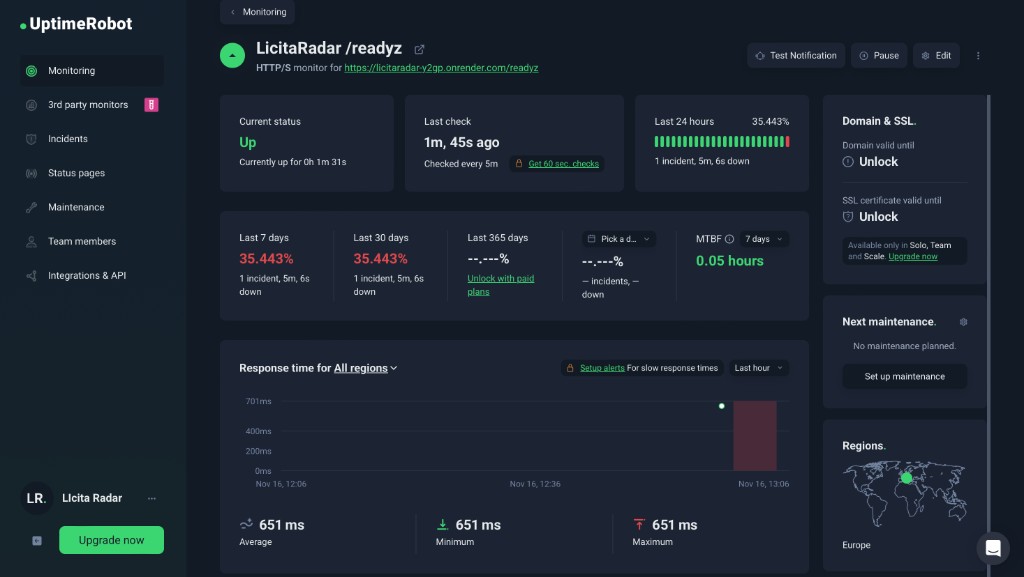 UptimeRobot
Monitoring
3rd party monitors
Incidents
Status pages
Maintenance
Team members
Integrations & API
LR.
LIcita Radar
Upgrade now
Monitoring
LicitaRadar /readyz
HTTP/S monitor for https://licitaradar-y2gp.onrender.com/readyz
Test Notification
Pause
Edit
Current status
Up
Currently up for 0h 1m 31s
Last check
1m, 45s ago
Checked every 5m
Get 60 sec. checks
Last 24 hours 35.443%
1 incident, 5m, 6s down
Last 7 days
35.443%
1 incident, 5m, 6s
down
Last 30 days
35.443%
1 incident, 5m, 6s
down
Last 365 days
--.---%
Unlock with paid
plans
Pick a d...
--.---%
— incidents, —
down
MTBF 7 days
0.05 hours
Response time for All regions
Setup alerts For slow response times
Last hour
701ms
400ms
200ms
0ms
Nov 16, 12:06
Nov 16, 12:36
Nov 16, 13:06
651 ms
Average
651 ms
Minimum
651 ms
Maximum
Domain & SSL.
Domain valid until
Unlock
SSL certificate valid until
Unlock
Available only in Solo, Team
and Scale. Upgrade now
Next maintenance.
No maintenance planned.
Set up maintenance
Regions.
Europe